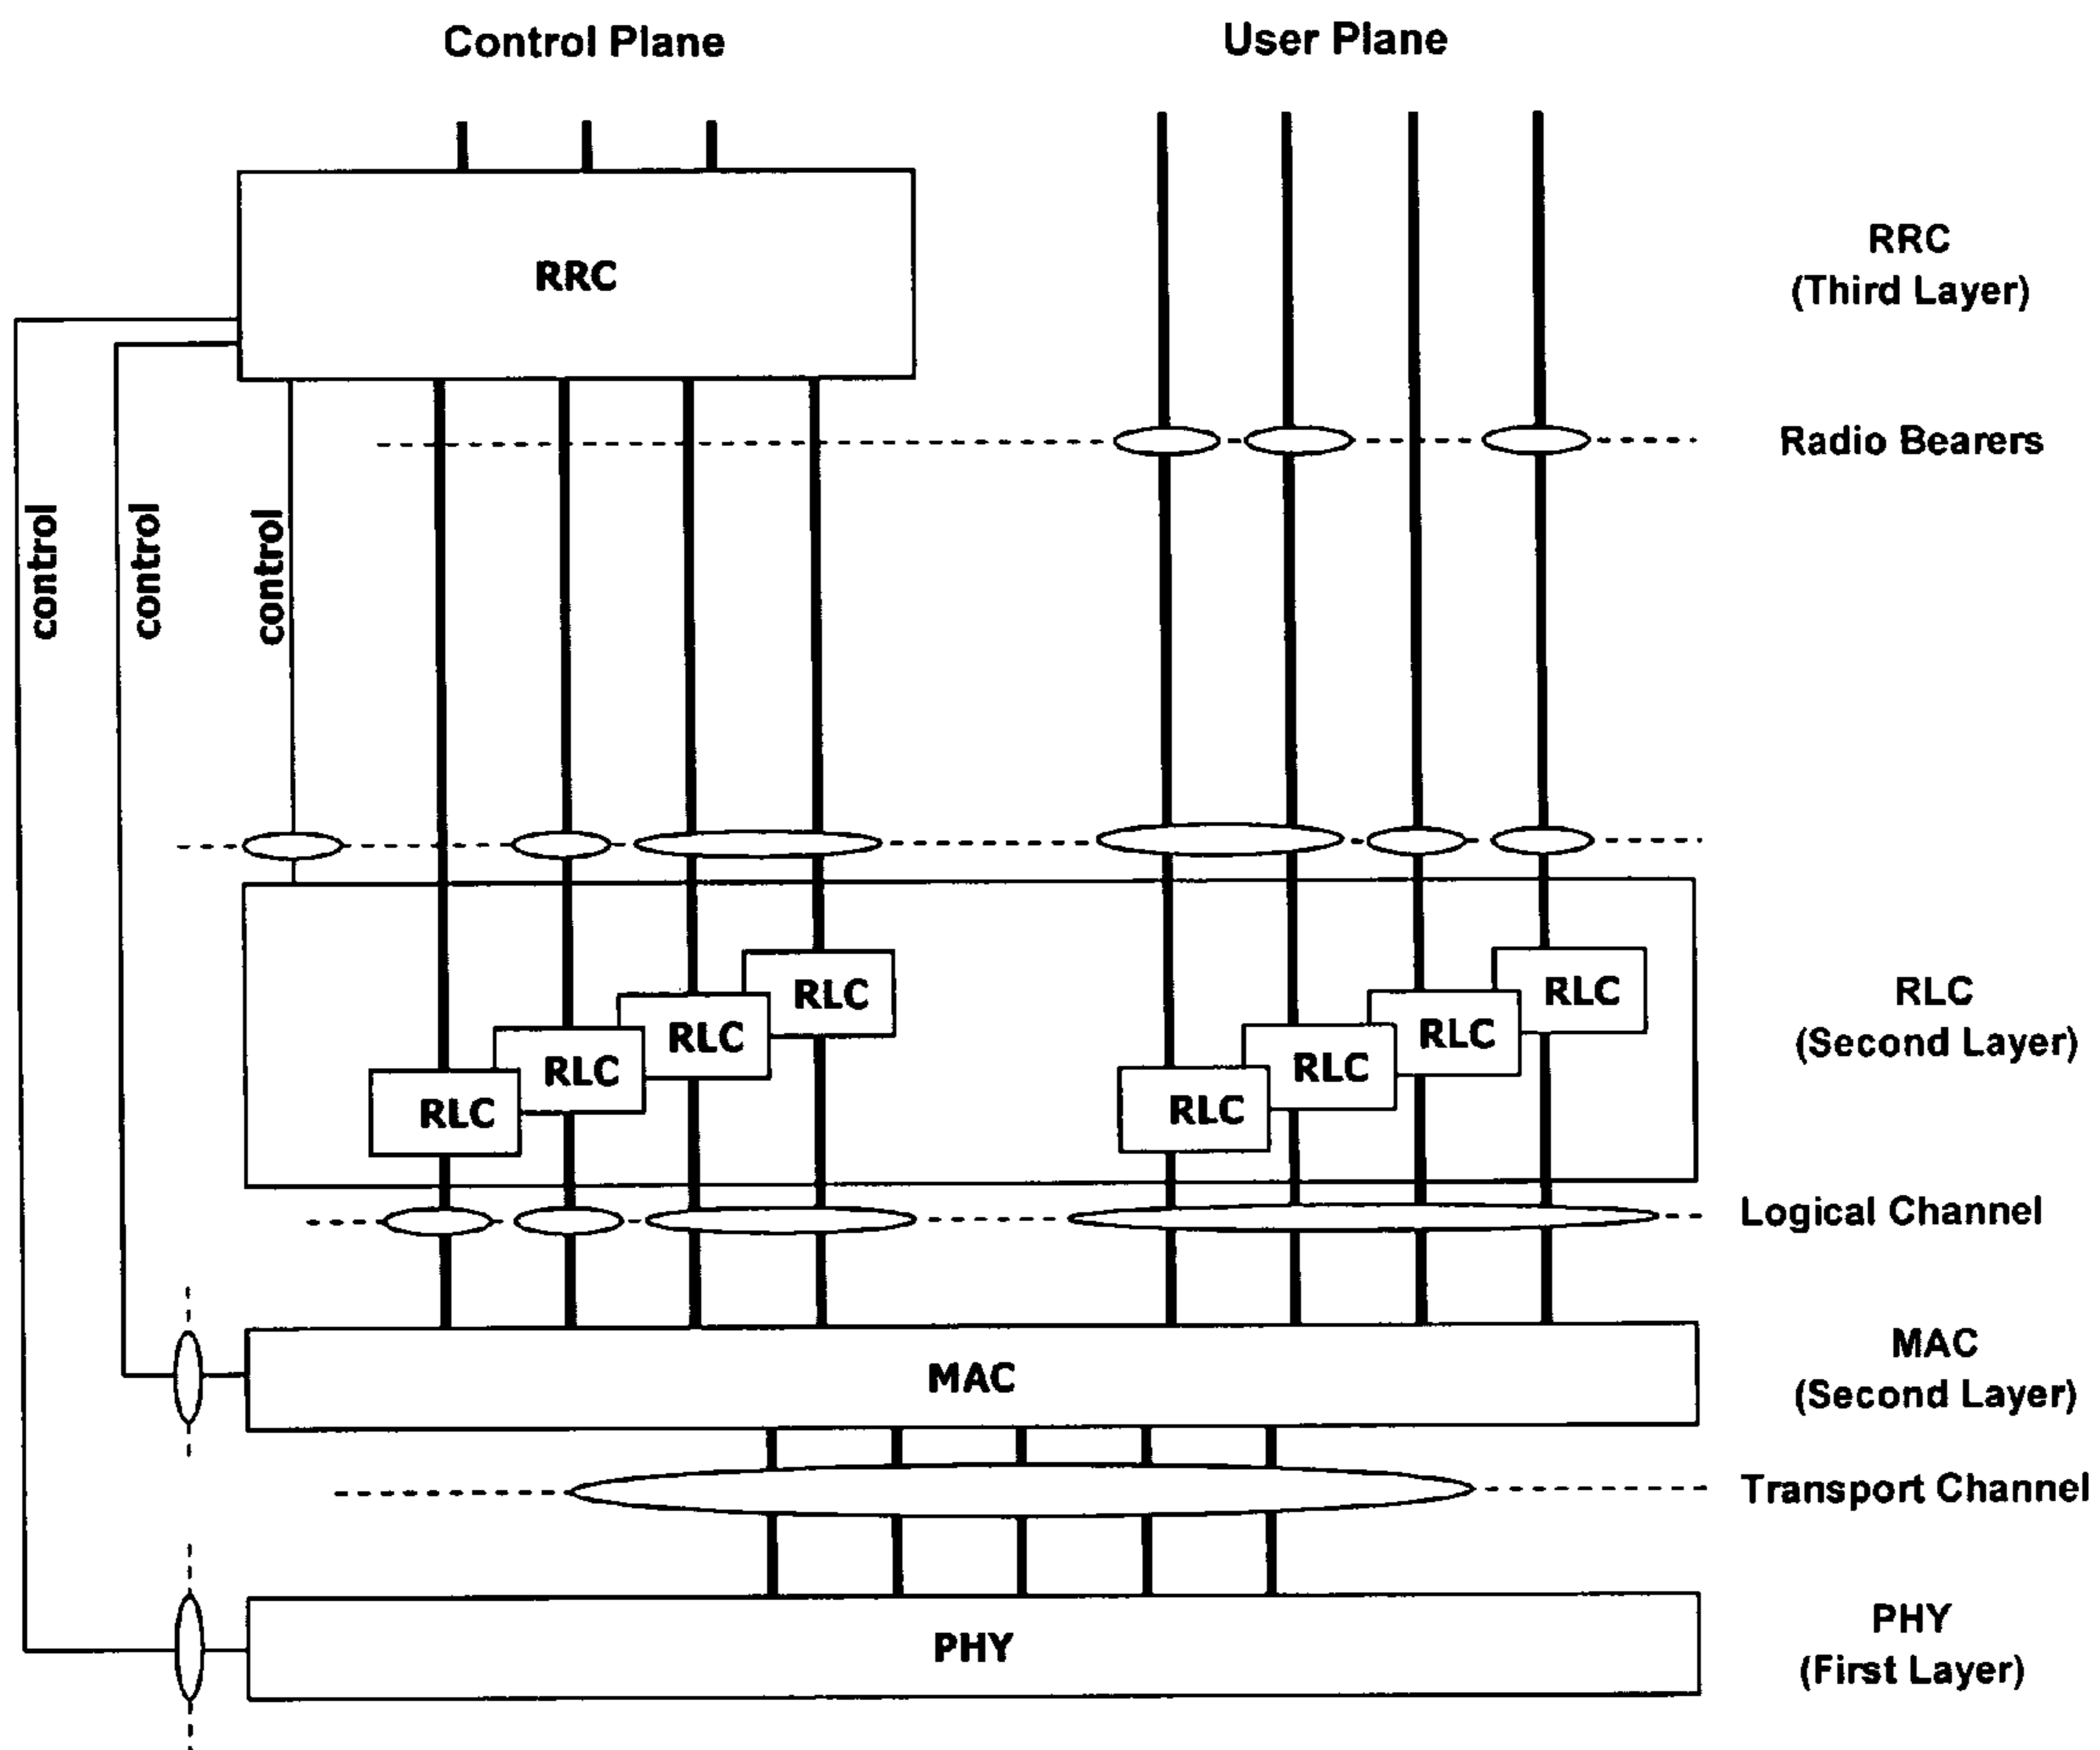 Control Plane
User Plane
RRC
RRC
(Third Layer)
Radio Bearers
control
control
control
RLC
RLC
RLC
RLC
RLC
RLC
RLC
RLC
RLC
(Second Layer)
Logical Channel
MAC
MAC
(Second Layer)
Transport Channel
PHY
PHY
(First Layer)